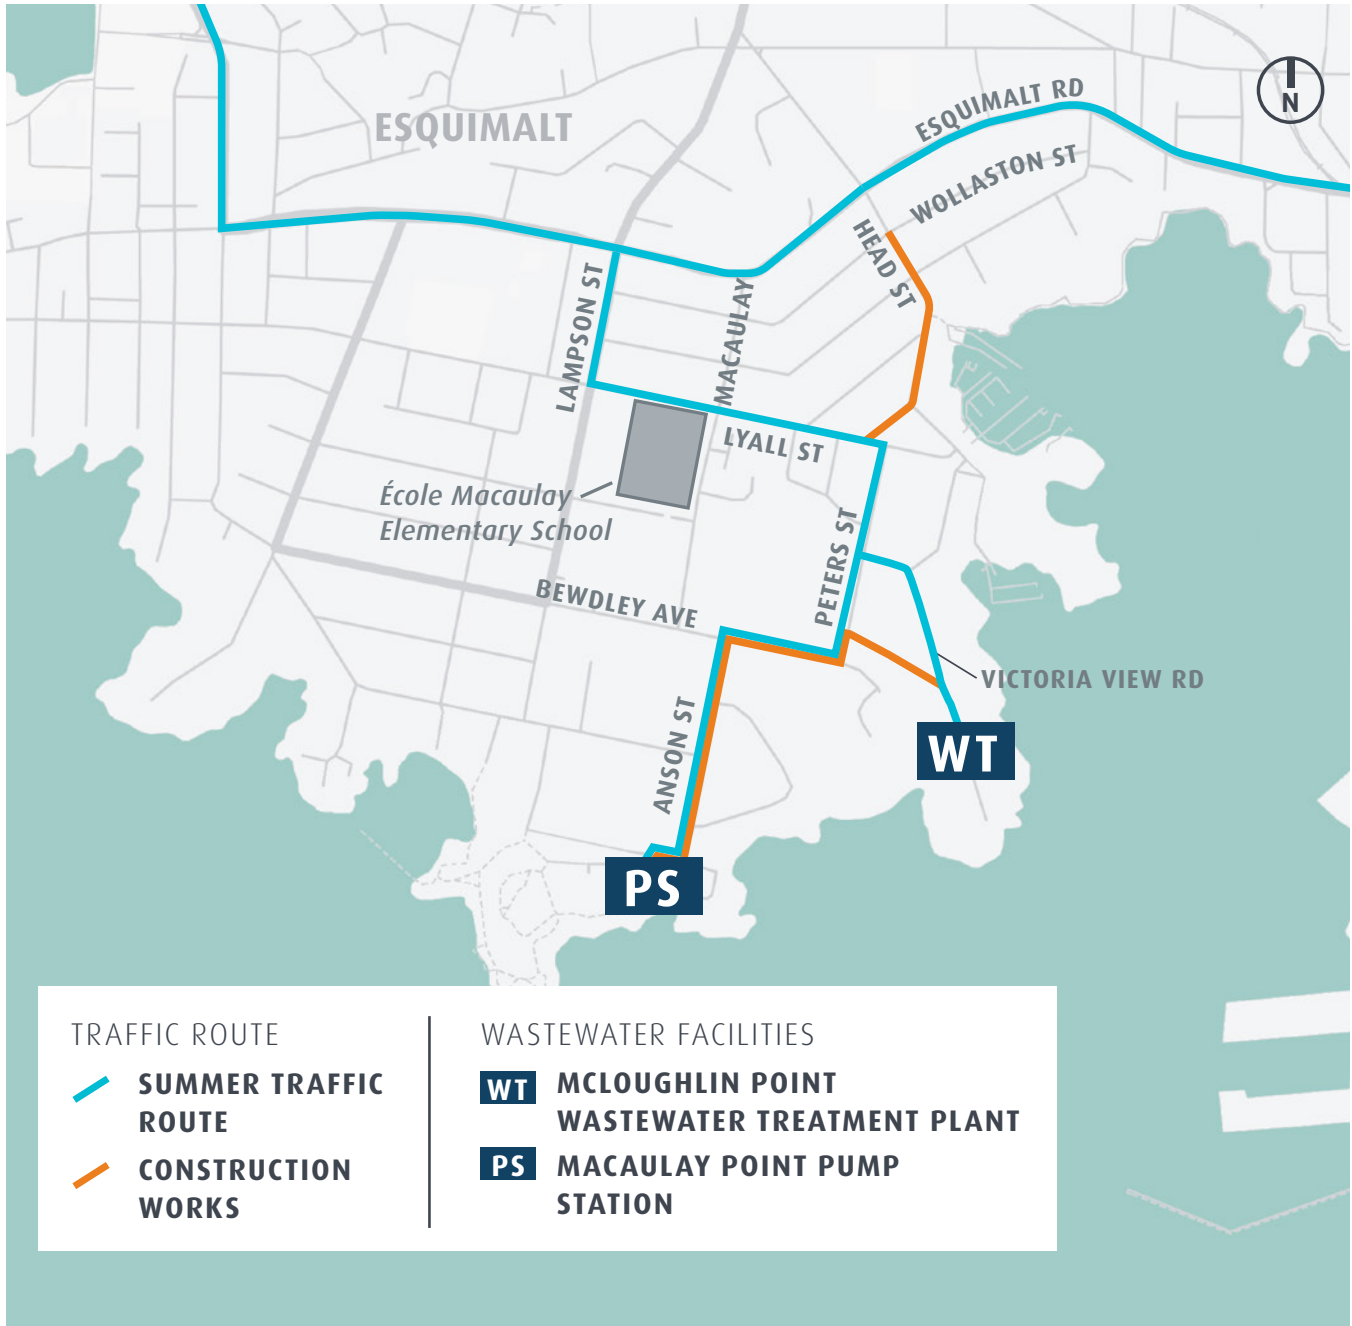 ESQUIMALT
ESQUIMALT RD
N
WOLLASTON ST
HEAD ST
LAMPSON ST
MACAULAY
LYALL ST
École Macaulay
Elementary School
PETERS ST
BEWDLEY AVE
VICTORIA VIEW RD
ANSON ST
WT
PS
TRAFFIC ROUTE
SUMMER TRAFFIC
ROUTE
CONSTRUCTION
WORKS
WASTEWATER FACILITIES
WT
MCLOUGHLIN POINT
WASTEWATER TREATMENT PLANT
PS
MACAULAY POINT PUMP
STATION